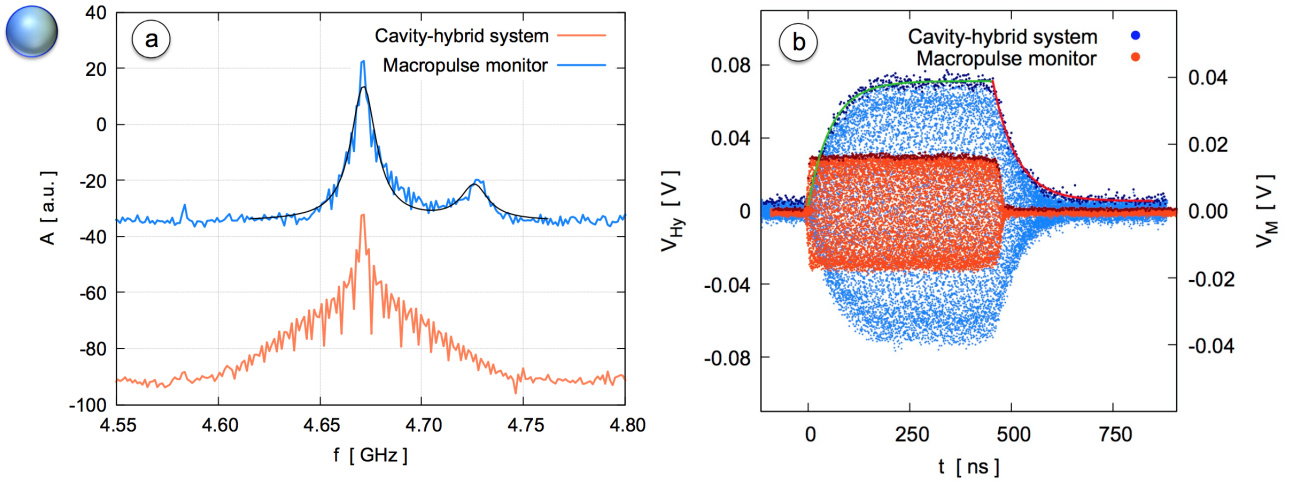 a
Cavity-hybrid system
Macropulse monitor
40
20
0
-20
-40
-60
-80
-100
A [ a.u. ]
4.55
4.60
4.65
4.70
4.75
4.80
f [ GHz ]
b
Cavity-hybrid system
Macropulse monitor
0.08
0.04
0
-0.04
-0.08
V_Hy [ V ]
0.04
0.02
0.00
-0.02
-0.04
V_M [ V ]
0
250
500
750
t [ ns ]